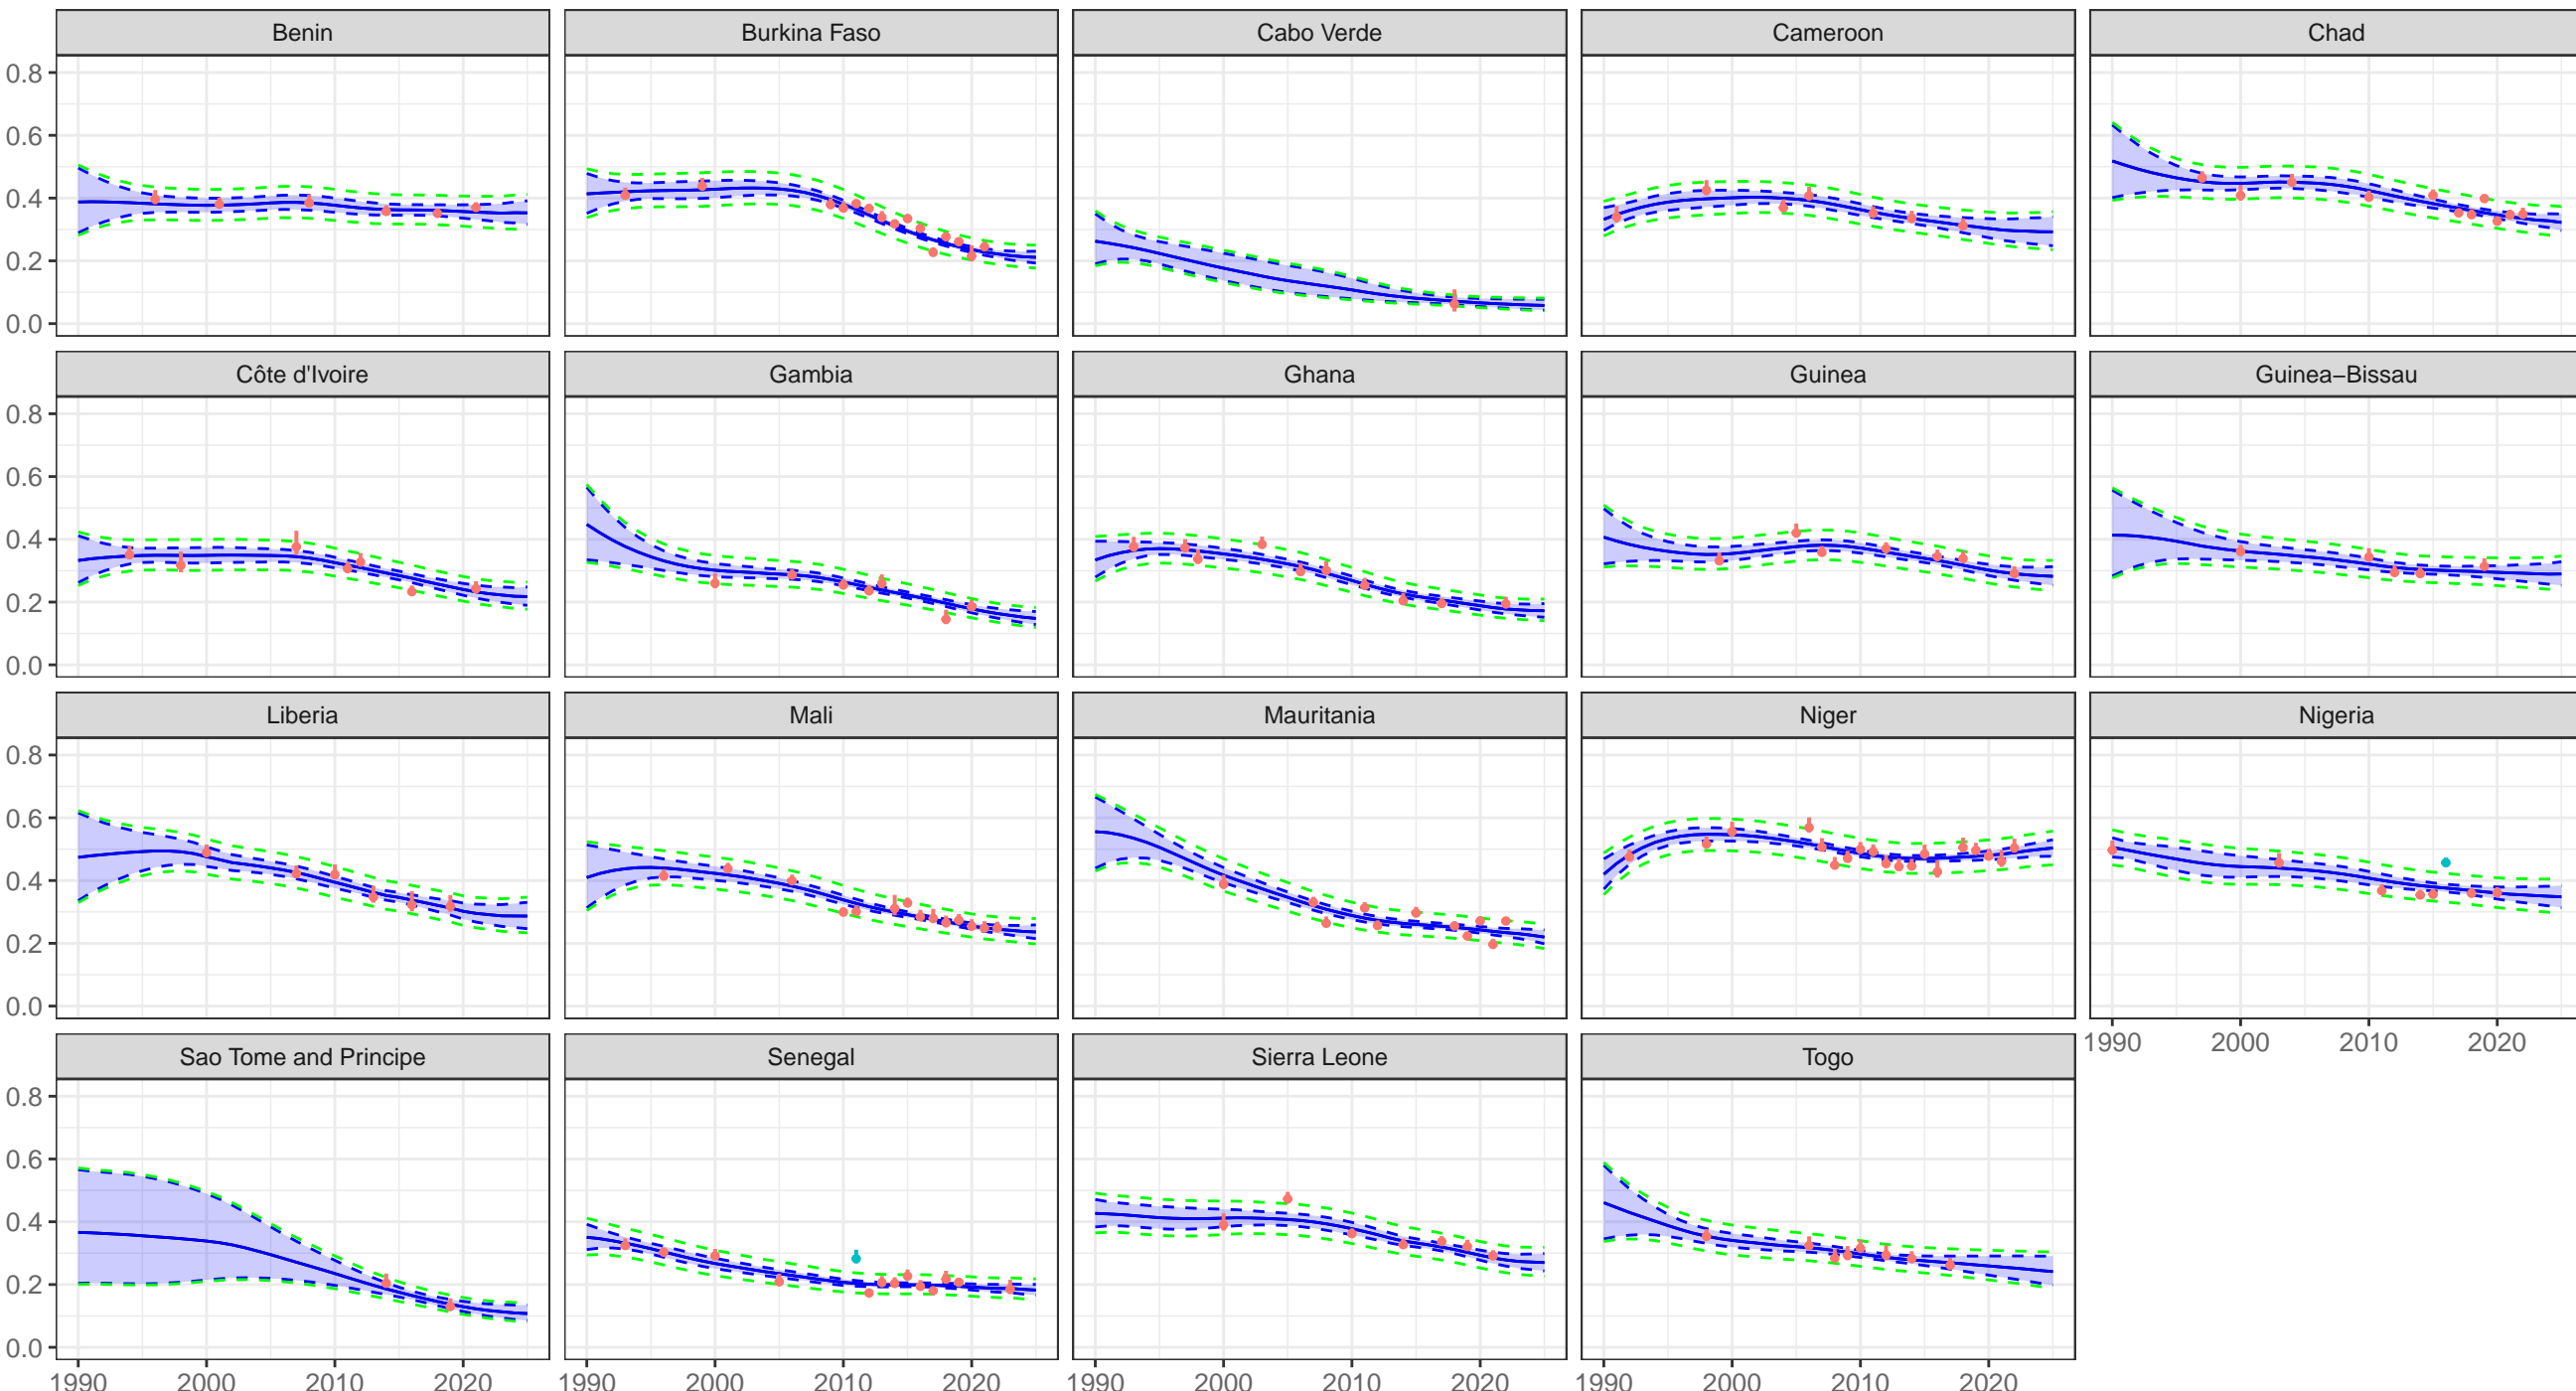 Benin
Burkina Faso
Cabo Verde
Cameroon
Chad
0.8
0.6
0.4
0.2
0.0
Côte d'Ivoire
Gambia
Ghana
Guinea
Guinea−Bissau
0.8
0.6
0.4
0.2
0.0
Liberia
Mali
Mauritania
Niger
Nigeria
0.8
0.6
0.4
0.2
0.0
1990 2000 2010 2020
Sao Tome and Principe
Senegal
Sierra Leone
Togo
0.8
0.6
0.4
0.2
0.0
1990 2000 2010 2020
1990 2000 2010 2020
1990 2000 2010 2020
1990 2000 2010 2020